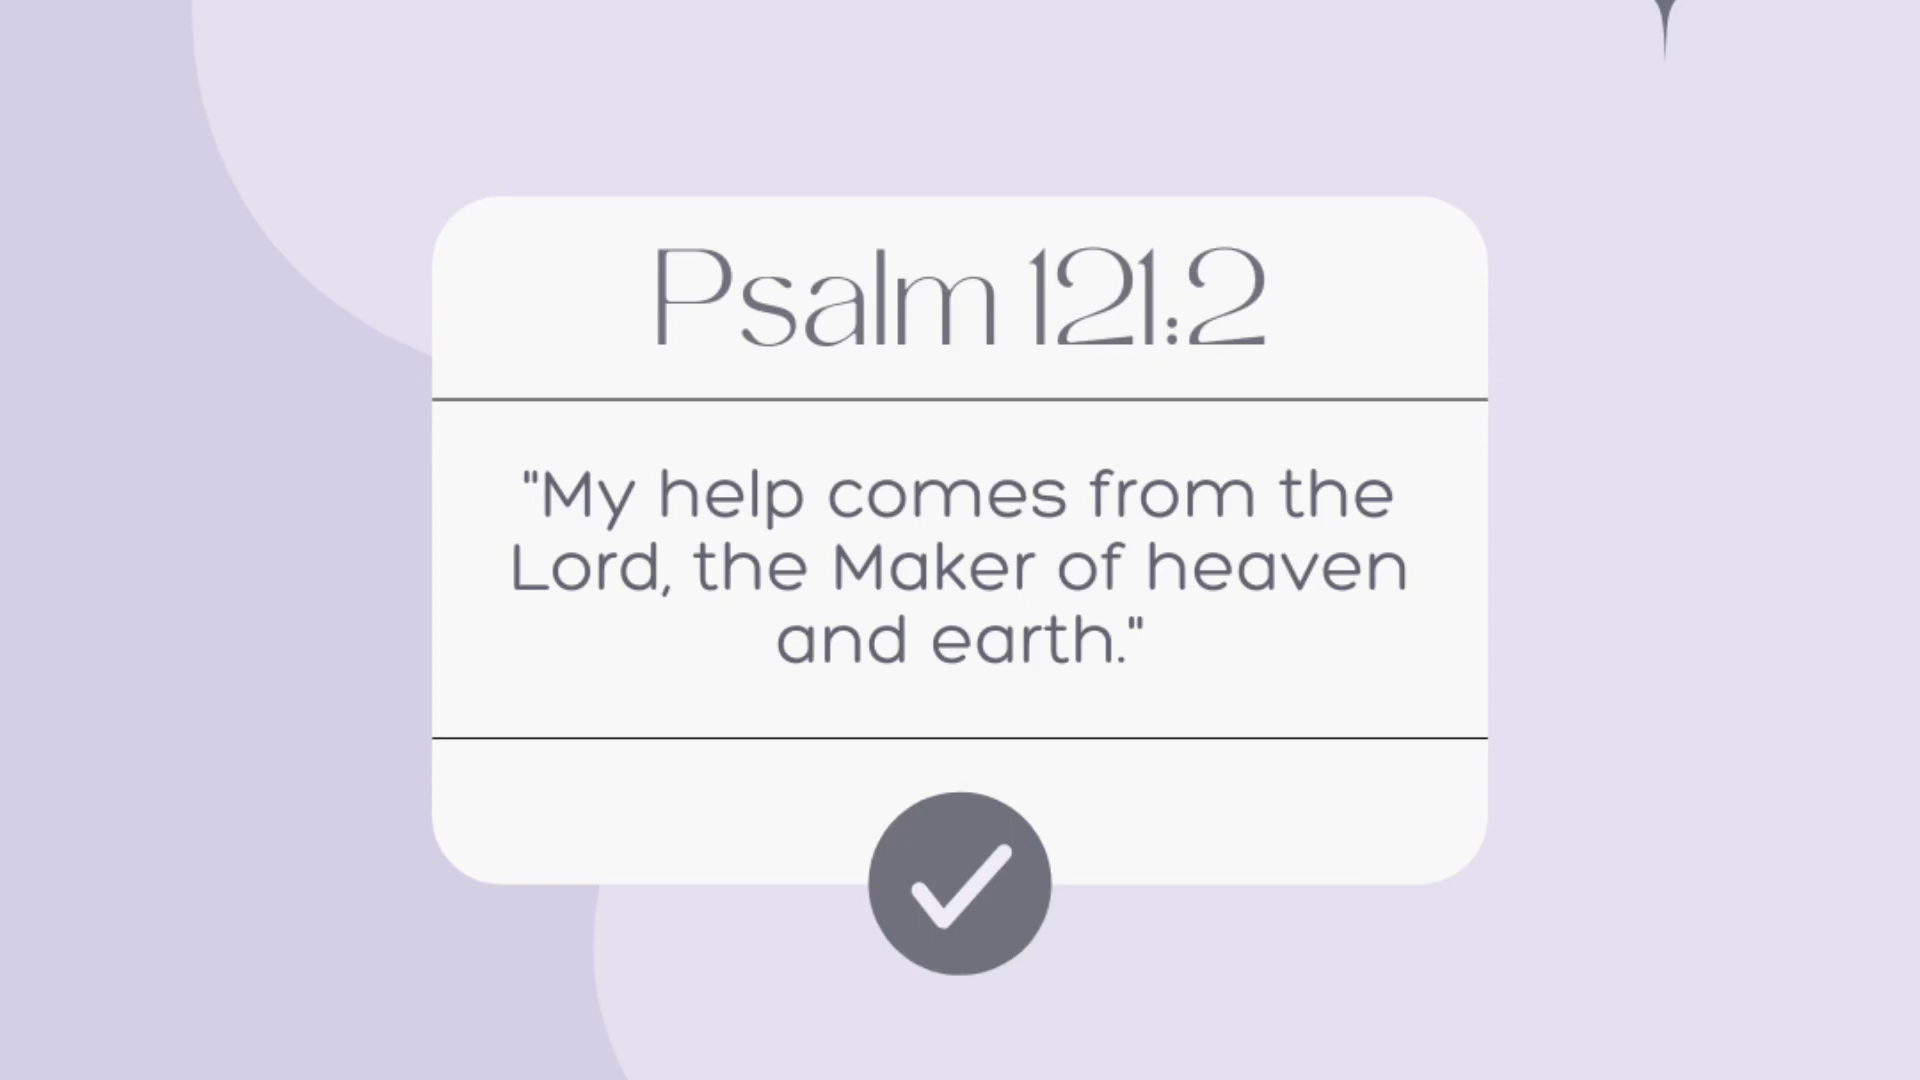 Psalm 121:2
"My help comes from the
Lord, the Maker of heaven
and earth."